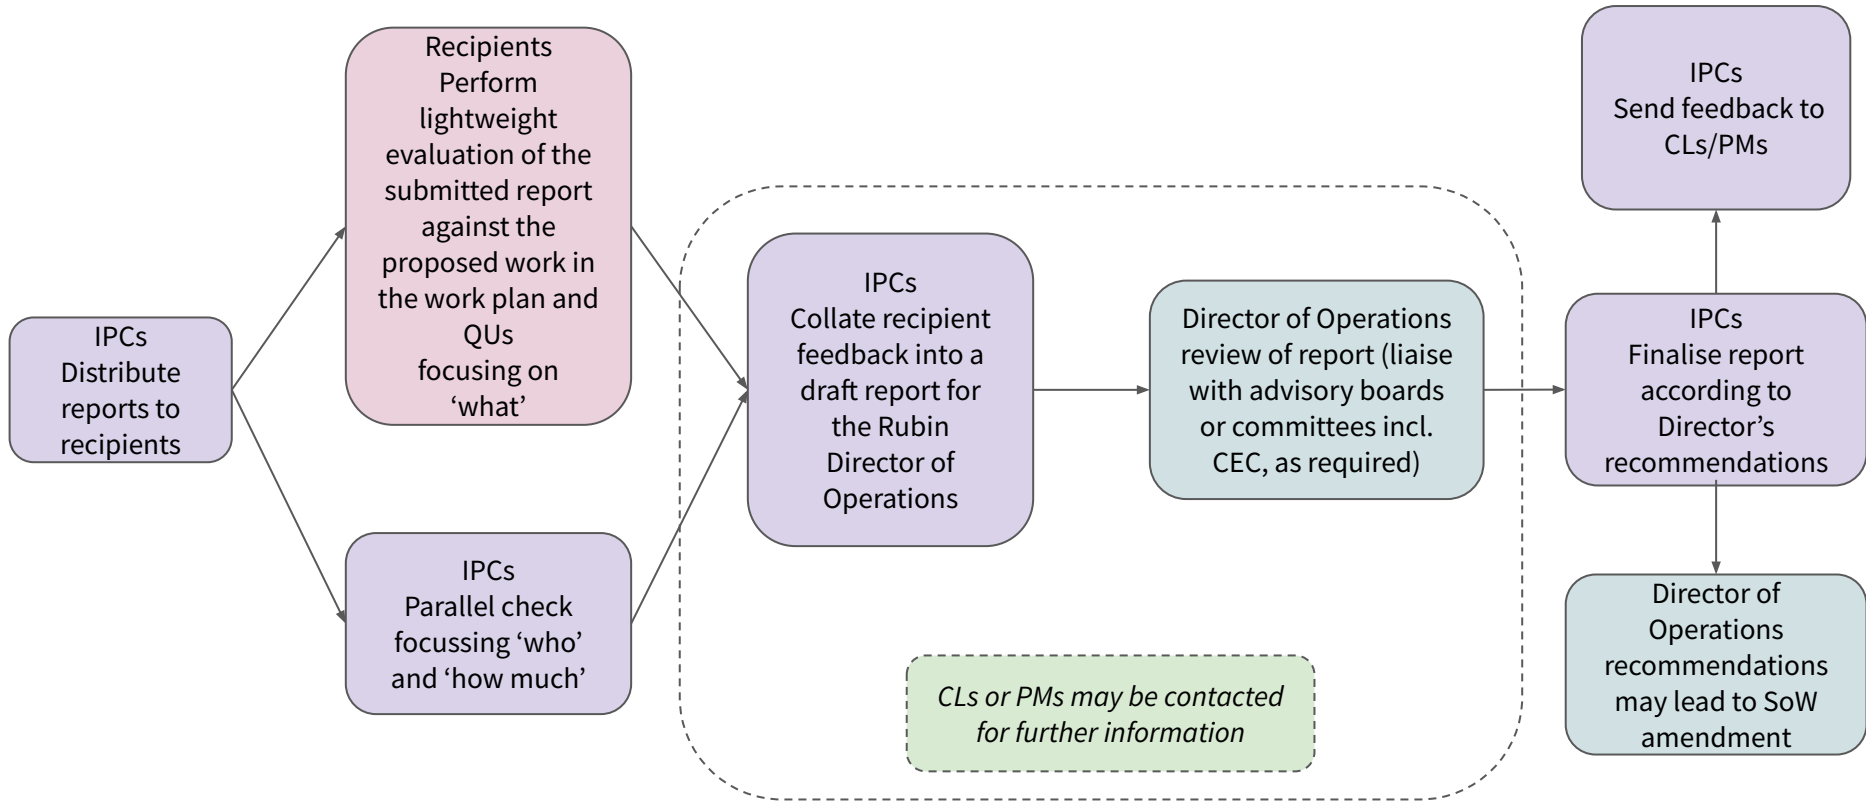 IPCs
Distribute
reports to
recipients
Recipients
Perform
lightweight
evaluation of the
submitted report
against the
proposed work in
the work plan and
QUs
focusing on
‘what’
IPCs
Parallel check
focussing ‘who’
and ‘how much’
IPCs
Collate recipient
feedback into a
draft report for
the Rubin
Director of
Operations
Director of Operations
review of report (liaise
with advisory boards
or committees incl.
CEC, as required)
CLs or PMs may be contacted
for further information
IPCs
Send feedback to
CLs/PMs
IPCs
Finalise report
according to
Director’s
recommendations
Director of
Operations
recommendations
may lead to SoW
amendment